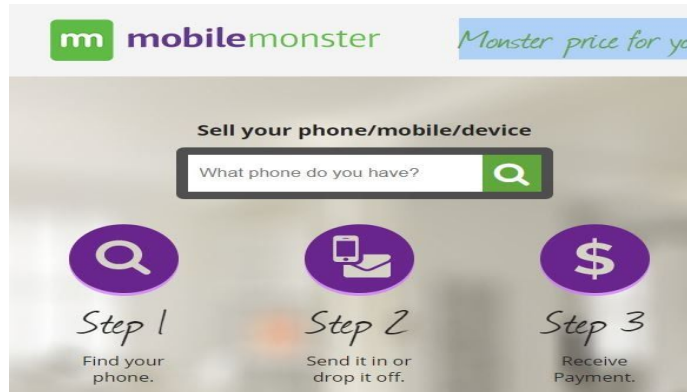 m mobilemonster
Monster price for yo
Sell your phone/mobile/device
What phone do you have?
$
Step 1
Step 2
Step 3
Find your
phone.
Send it in or
drop it off.
Receive
Payment.